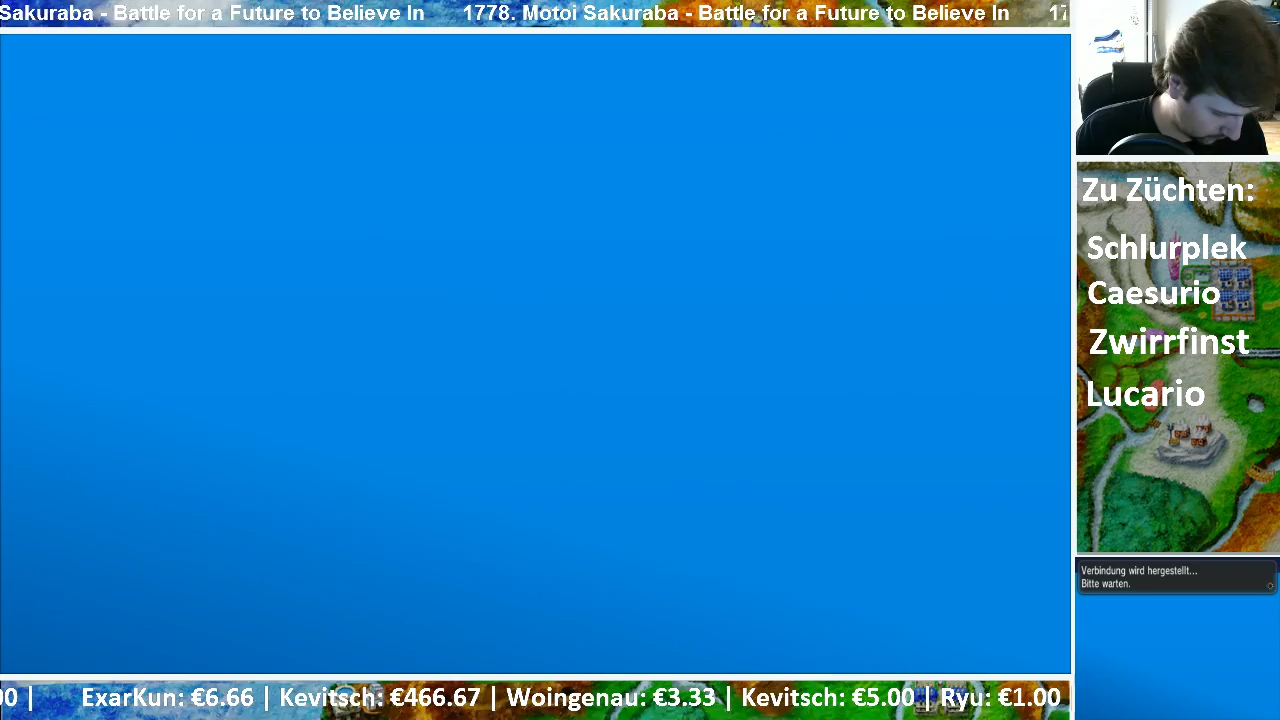 Sakuraba - Battle for a Future to Believe In 1778. Motoi Sakuraba - Battle for a Future to Believe In 17
Zu Züchten:
Schlurplek
Caesurio
Zwirrfinst
Lucario
Verbindung wird hergestellt...
Bitte warten.
00 | ExarKun: €6.66 | Kevitsch: €466.67 | Woingenau: €3.33 | Kevitsch: €5.00 | Ryu: €1.00